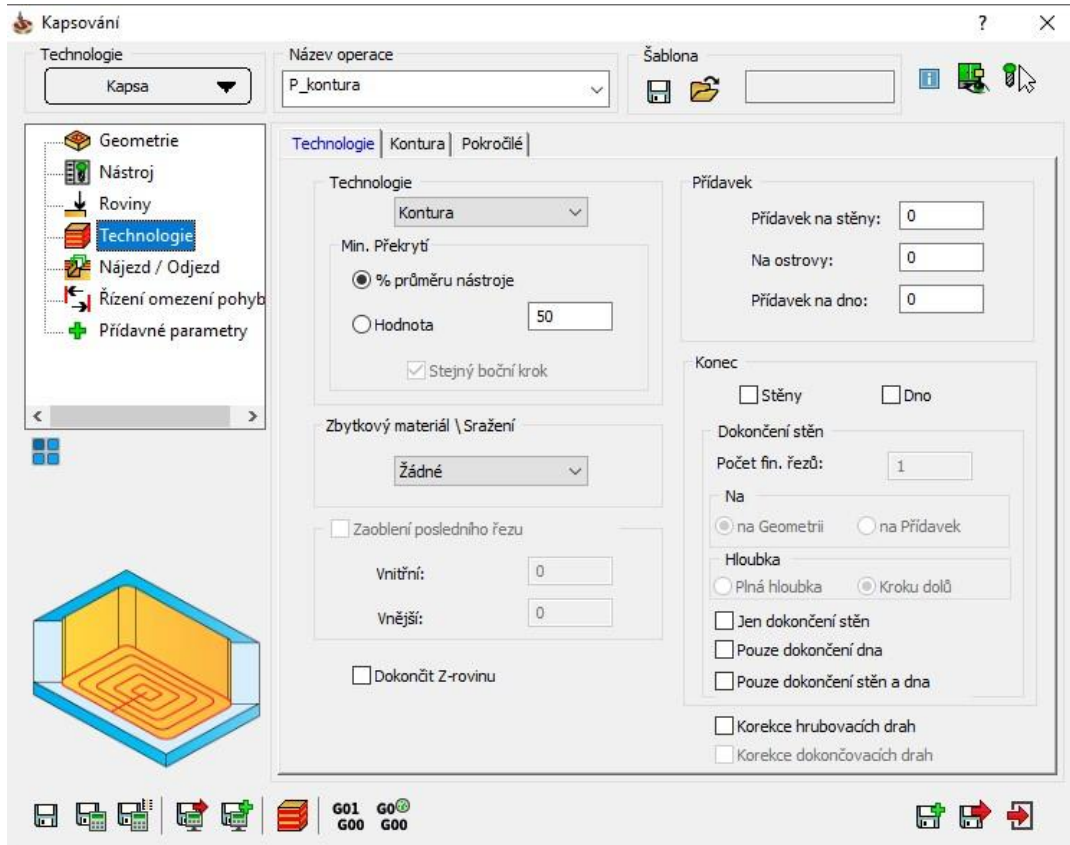 Kapsování
?
Technologie
Kapsa
Název operace
P_kontura
Šablona
Geometrie
Nástroj
Roviny
Technologie
Nájezd / Odjezd
Řízení omezení pohyb
Přídavné parametry
Technologie
Kontura
Pokročilé
Technologie
Kontura
Min. Překrytí
% průměru nástroje
Hodnota
50
Stejný boční krok
Zbytkový materiál \ Sražení
Žádné
Zaoblení posledního řezu
Vnitřní:
0
Vnější:
0
Dokončit Z-rovinu
Přídavek
Přídavek na stěny:
0
Na ostrovy:
0
Přídavek na dno:
0
Konec
Stěny
Dno
Dokončení stěn
Počet fin. řezů:
1
Na
na Geometrii
na Přídavek
Hloubka
Plná hloubka
Kroku dolů
Jen dokončení stěn
Pouze dokončení dna
Pouze dokončení stěn a dna
Korekce hrubovacích drah
Korekce dokončovacích drah
G01
G00
G0
G00